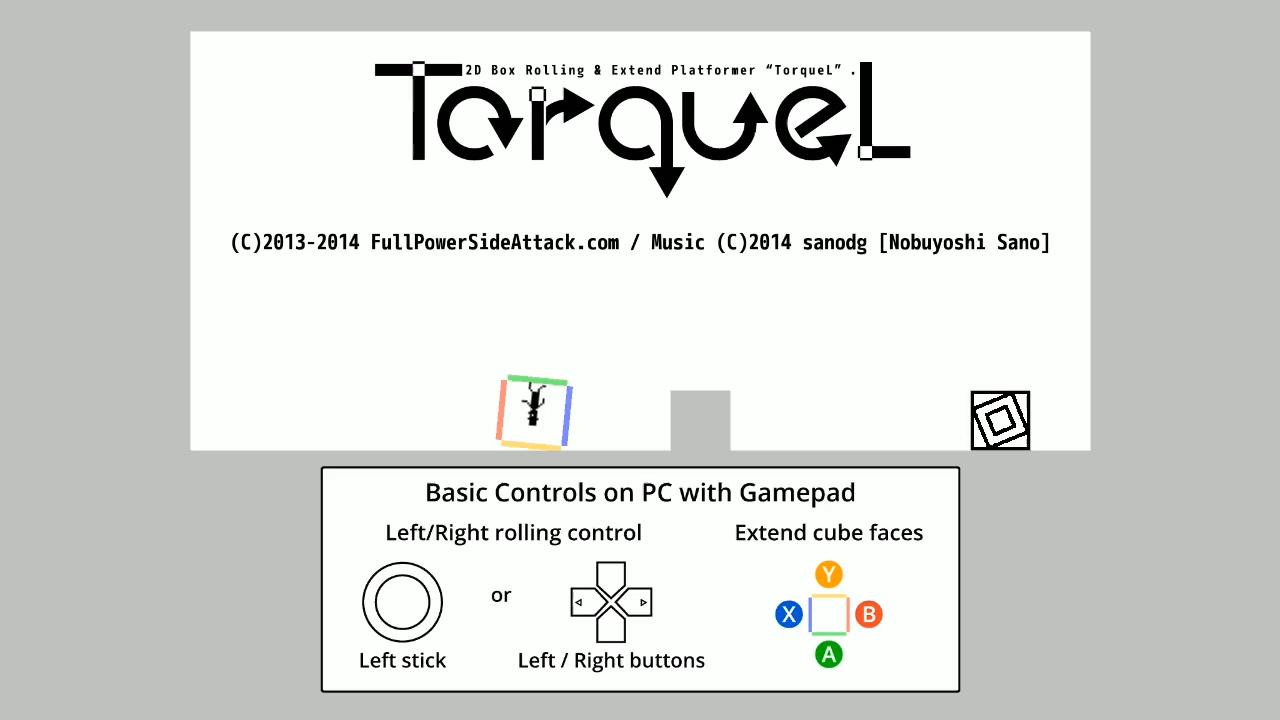 2D Box Rolling & Extend Platformer “TorqueL” .
TorqueL
(C)2013-2014 FullPowerSideAttack.com / Music (C)2014 sanodg [Nobuyoshi Sano]
Basic Controls on PC with Gamepad
Left/Right rolling control
Extend cube faces
Y
or
X
B
A
Left stick
Left / Right buttons